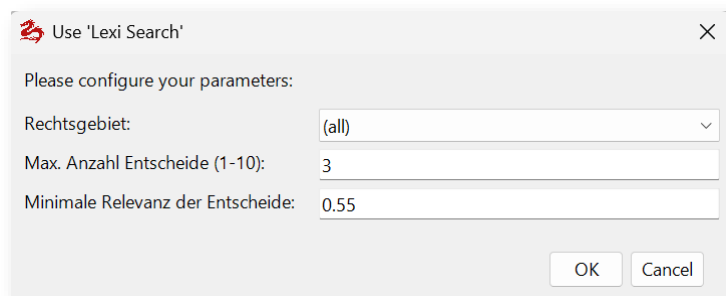 Use 'Lexi Search'
Please configure your parameters:
Rechtsgebiet: (all)
Max. Anzahl Entscheide (1-10): 3
Minimale Relevanz der Entscheide: 0.55
OK Cancel